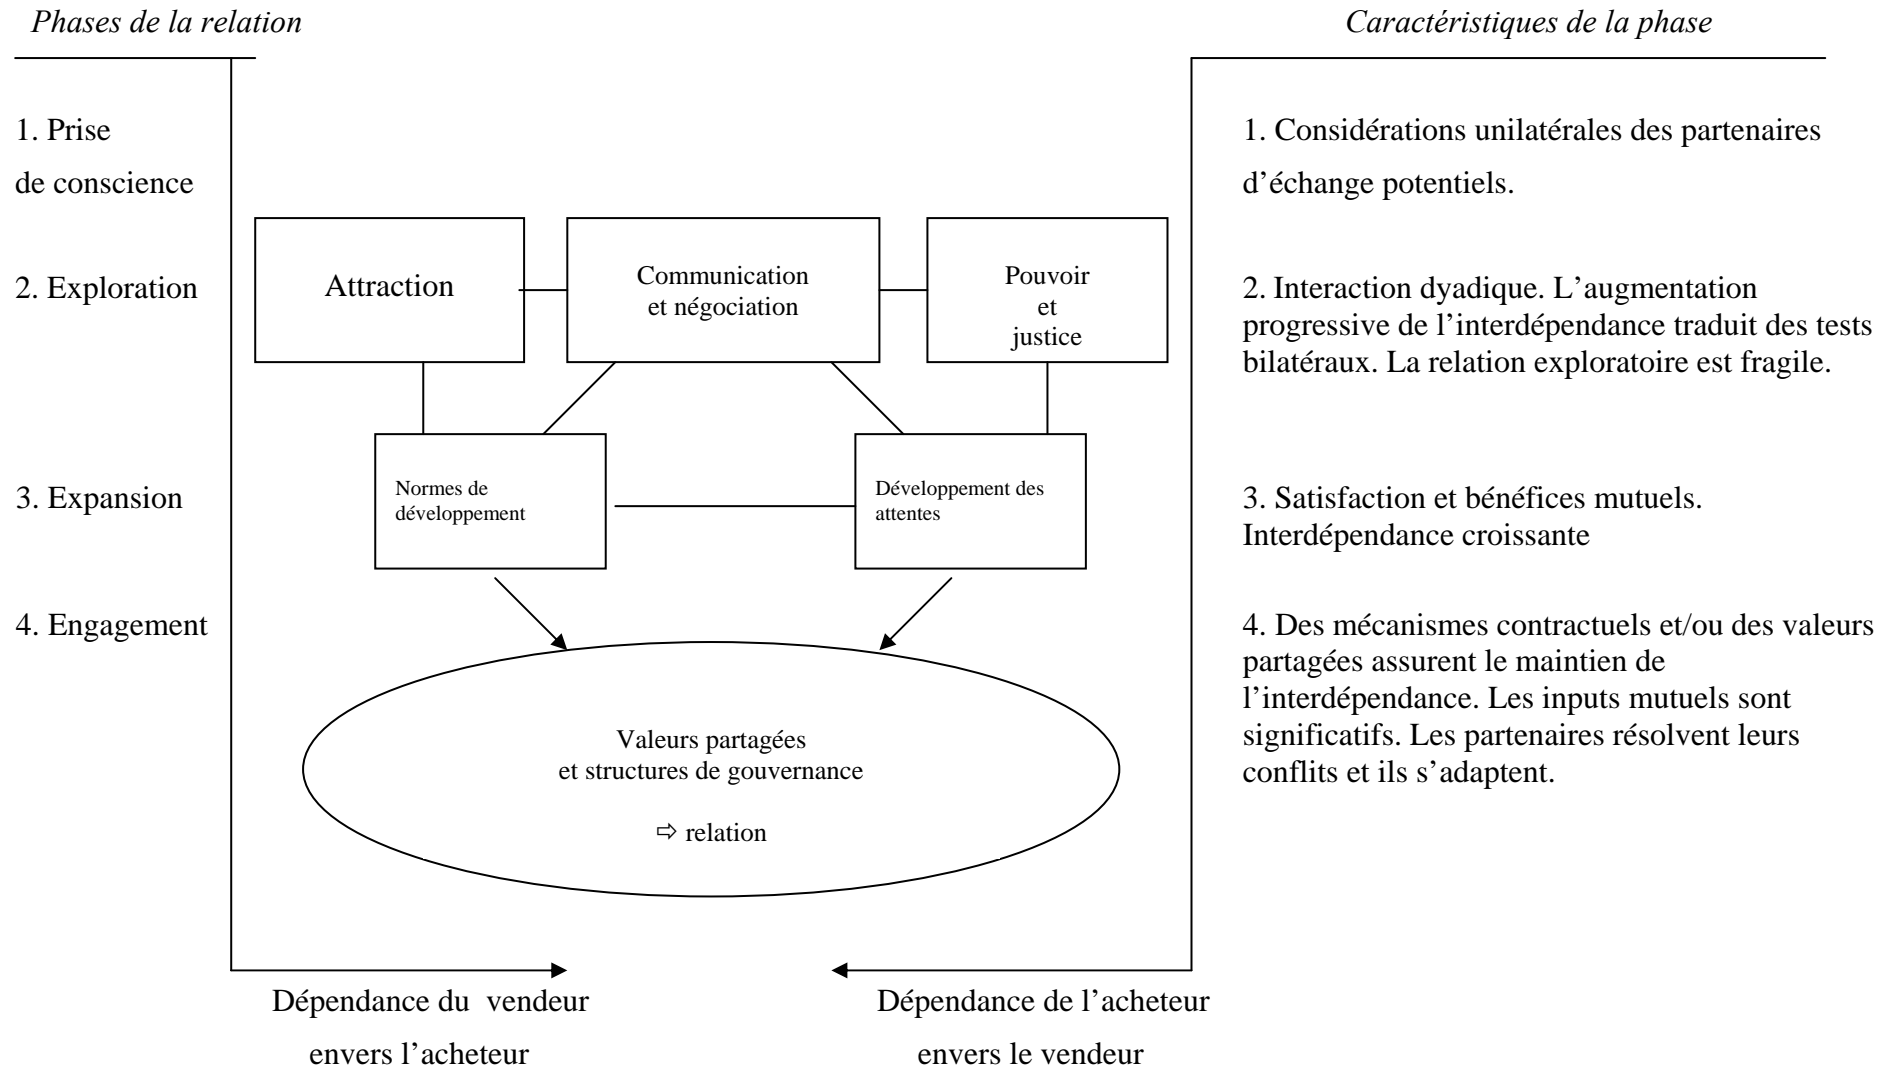 Phases de la relation
Caractéristiques de la phase
1. Prise
de conscience
1. Considérations unilatérales des partenaires
d’échange potentiels.
2. Exploration
Attraction
Communication
et négociation
Pouvoir
et
justice
2. Interaction dyadique. L’augmentation
progressive de l’interdépendance traduit des tests
bilatéraux. La relation exploratoire est fragile.
3. Expansion
Normes de
développement
Développement des
attentes
3. Satisfaction et bénéfices mutuels.
Interdépendance croissante
4. Engagement
4. Des mécanismes contractuels et/ou des valeurs
partagées assurent le maintien de
l’interdépendance. Les inputs mutuels sont
significatifs. Les partenaires résolvent leurs
conflits et ils s’adaptent.
Valeurs partagées
et structures de gouvernance
⇨ relation
Dépendance du  vendeur
envers l’acheteur
Dépendance de l’acheteur
envers le vendeur